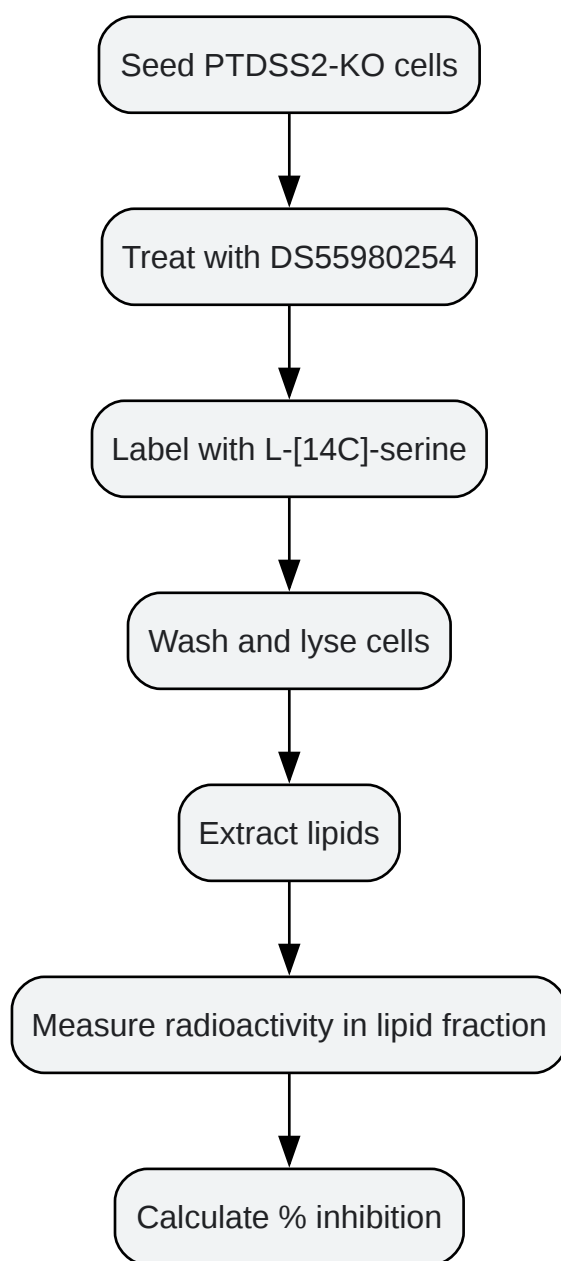 Seed PTDSS2-KO cells
Treat with DS55980254
Label with L-[14C]-serine
Wash and lyse cells
Extract lipids
Measure radioactivity in lipid fraction
Calculate % inhibition